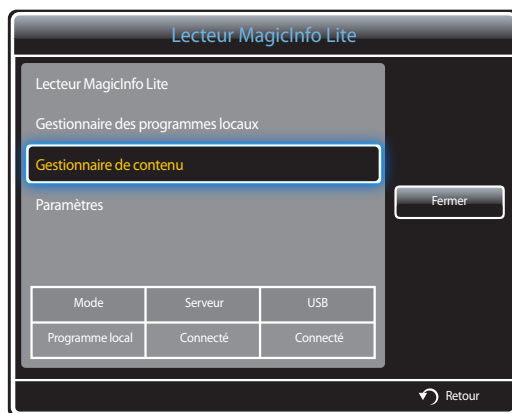 Lecteur MagicInfo Lite
Lecteur MagicInfo Lite
Gestionnaire des programmes locaux
Gestionnaire de contenu
Paramètres
Fermer
Mode Serveur USB
Programme local Connecté Connecté
Retour